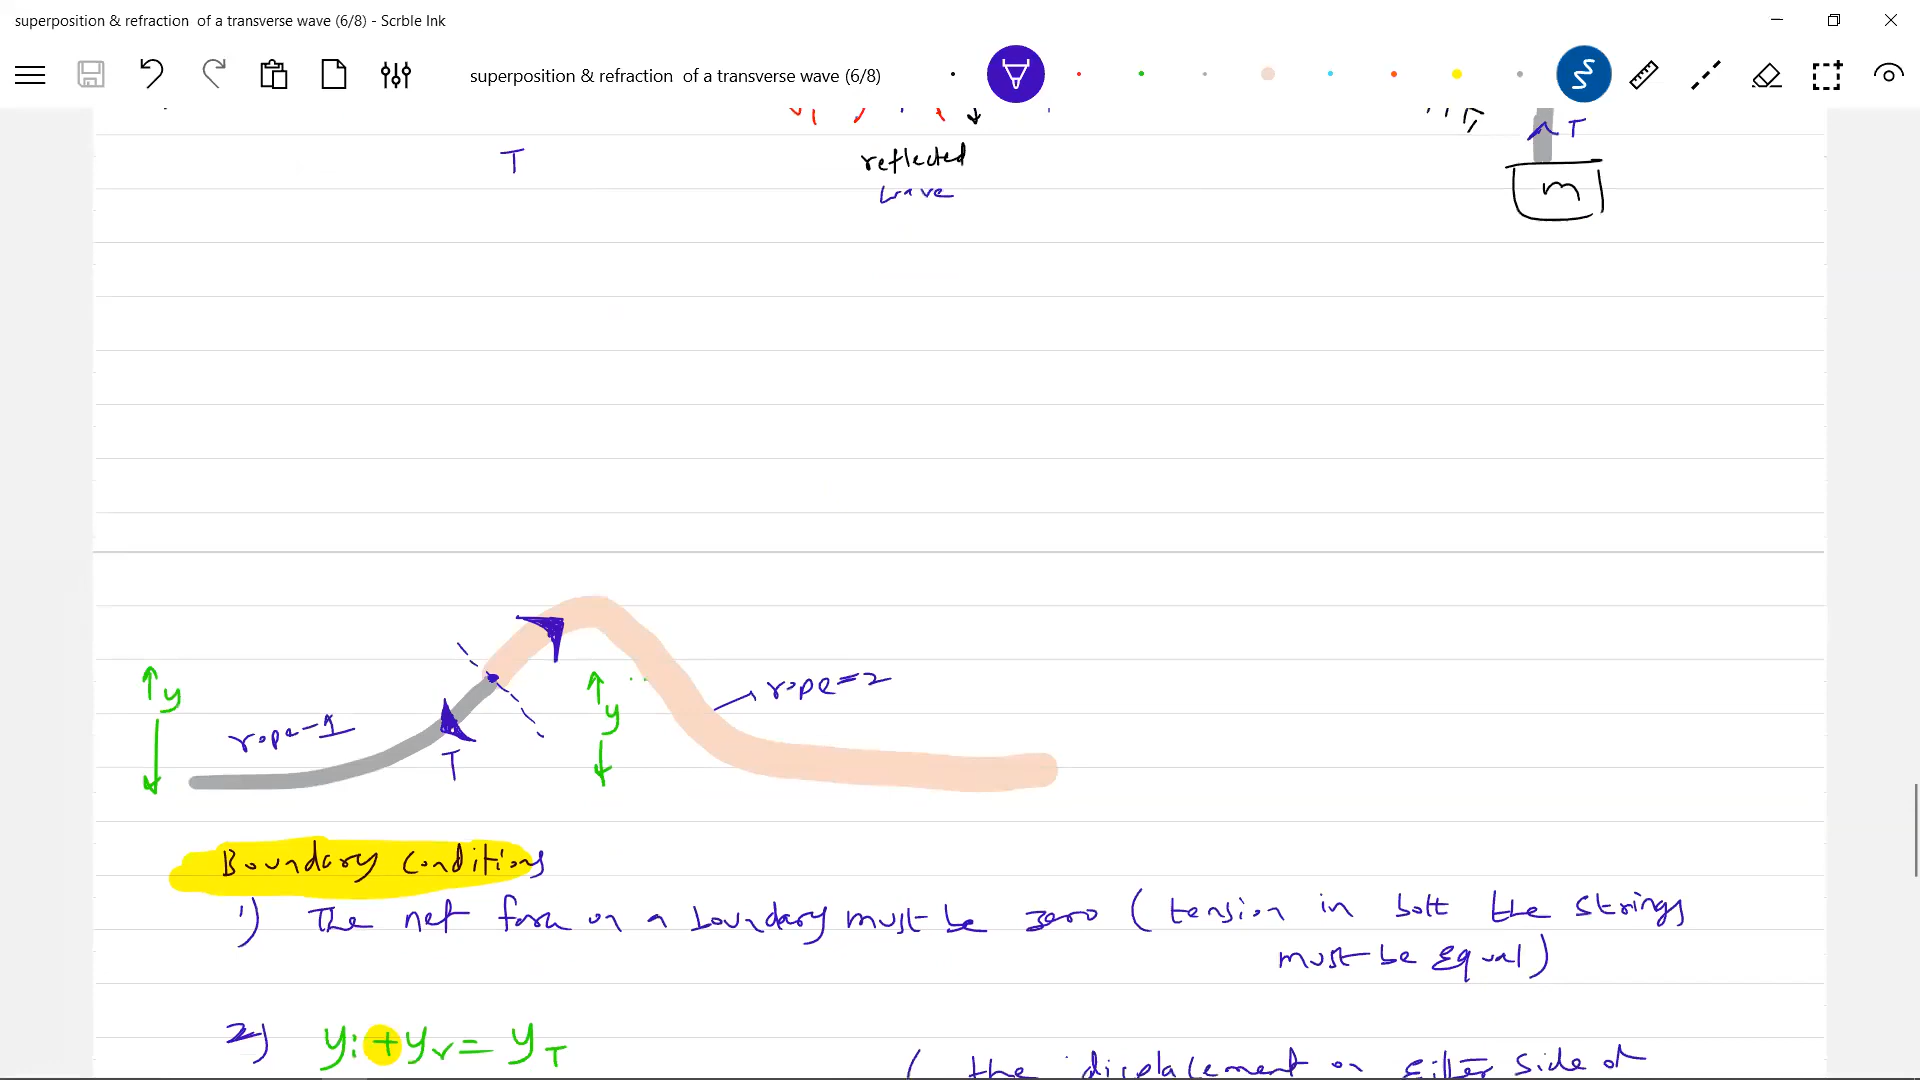 superposition & refraction of a transverse wave (6/8) - Scrble Ink
superposition & refraction of a transverse wave (6/8)
T
T
reflected
wave
m
y
rope-1
T
y
rope=2
Boundary Conditions
1) The net force on a boundary must be zero (tension in both the strings
must be Equal)
2) yi+yr= yT
( the displacement on either side of